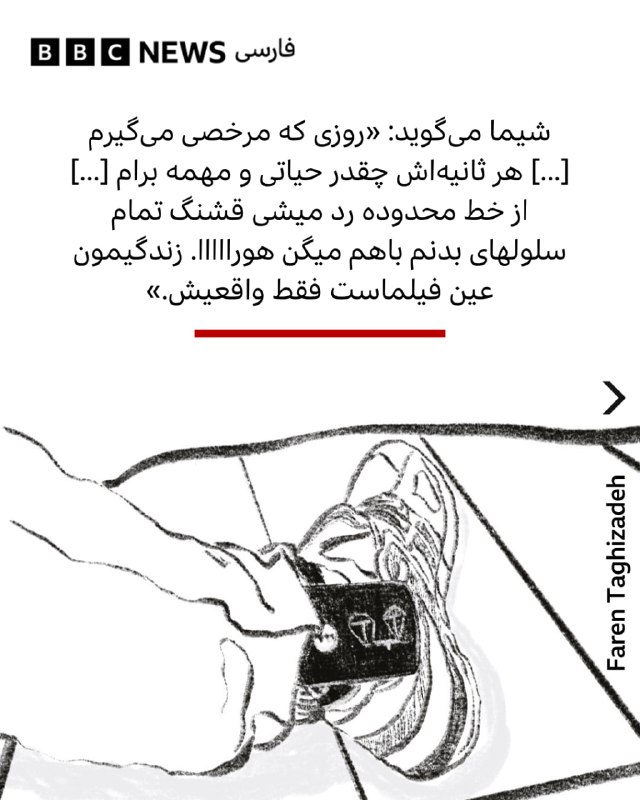 BBC NEWS فارسی
شیما می‌گوید: «روزی که مرخصی می‌گیرم
[...] هر ثانیه‌اش چقدر حیاتی و مهمه برام [...]
از خط محدوده رد میشی قشنگ تمام
سلولهای بدنم باهم میگن هورااااا. زندگیمون
عین فیلماست فقط واقعیش.»
Faren Taghizadeh